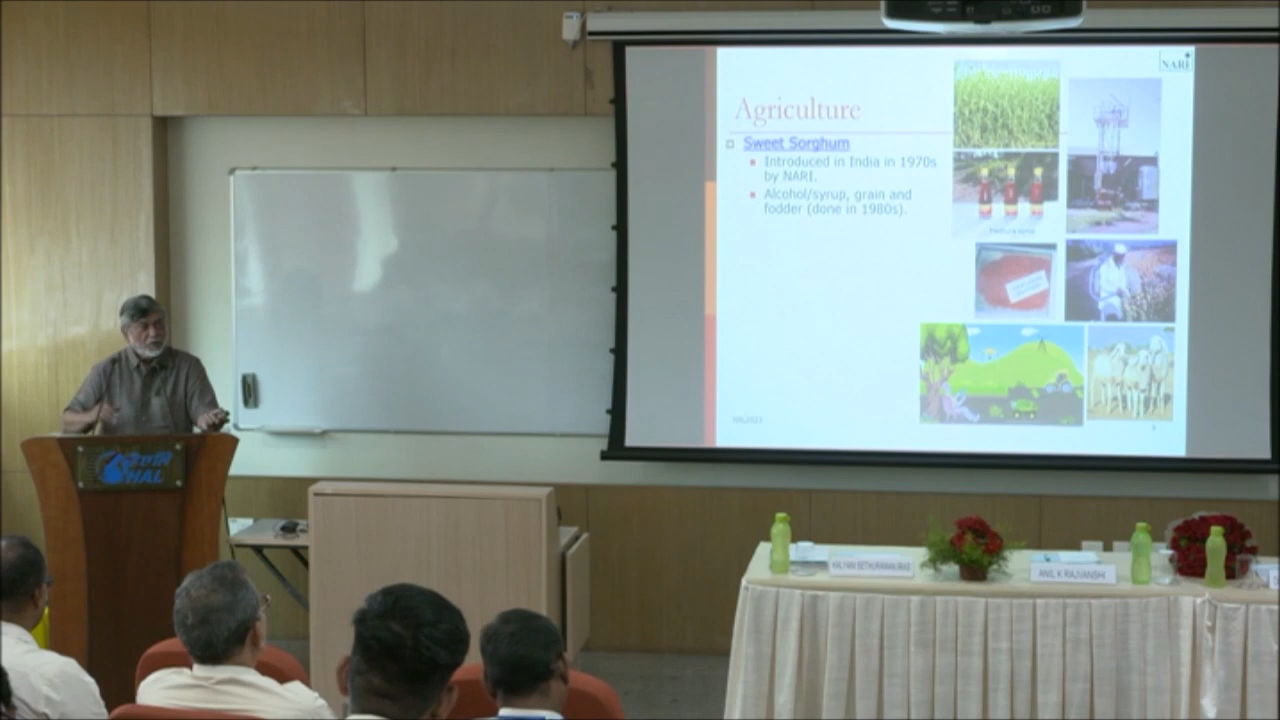 NARI
Agriculture
Sweet Sorghum
Introduced in India in 1970s
by NARI.
Alcohol/syrup, grain and
fodder (done in 1980s).
HAL
ANIL K RAJVANSHI